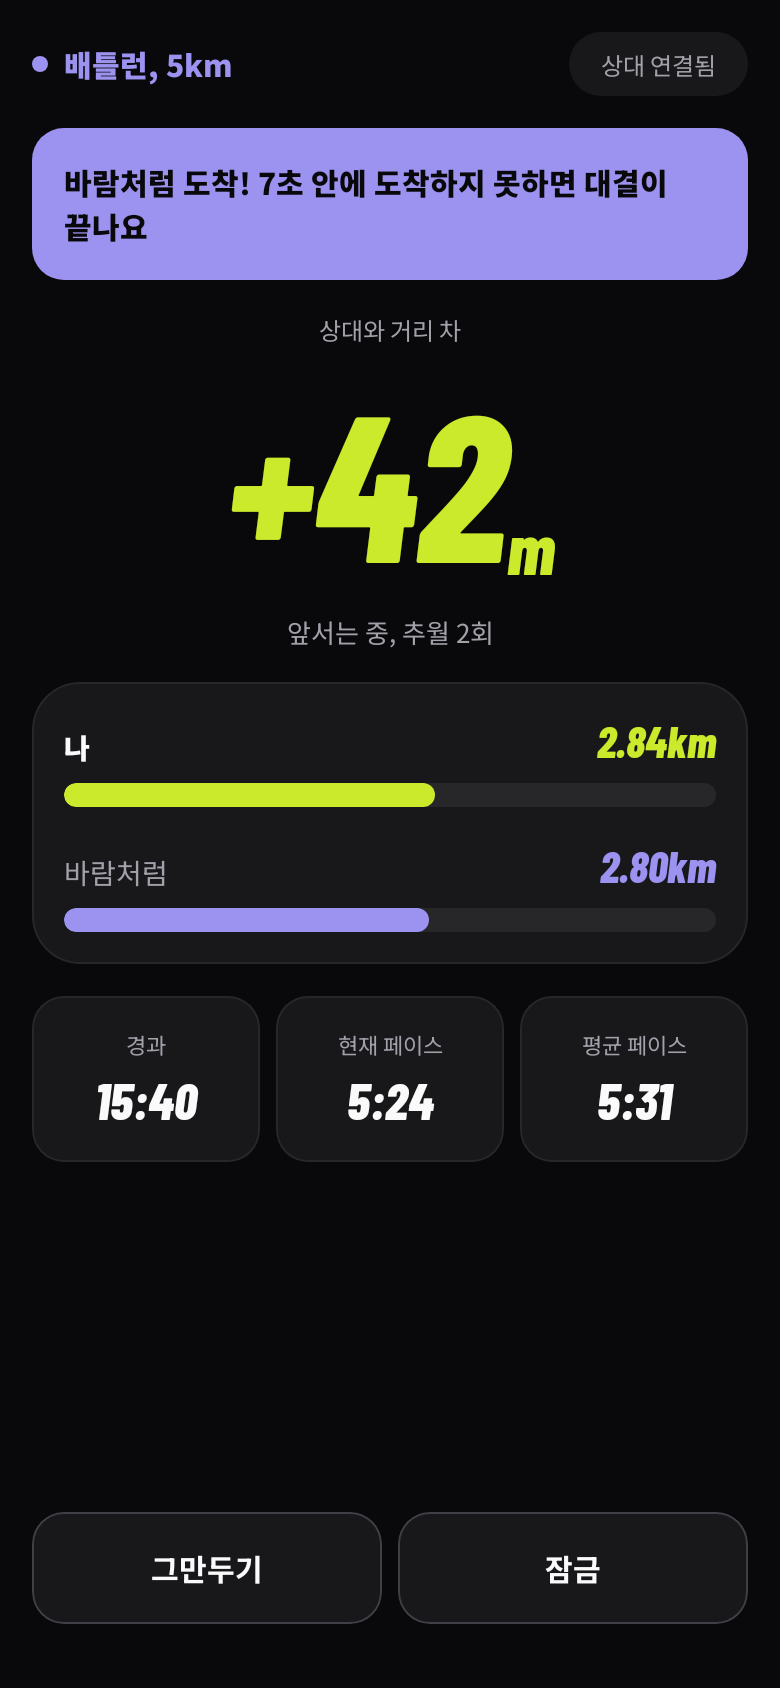 배틀런, 5km
상대 연결됨
바람처럼 도착! 7초 안에 도착하지 못하면 대결이
끝나요
상대와 거리 차
+42m
앞서는 중, 추월 2회
나
2.84km
바람처럼
2.80km
경과
현재 페이스
평균 페이스
15:40
5:24
5:31
그만두기
잠금